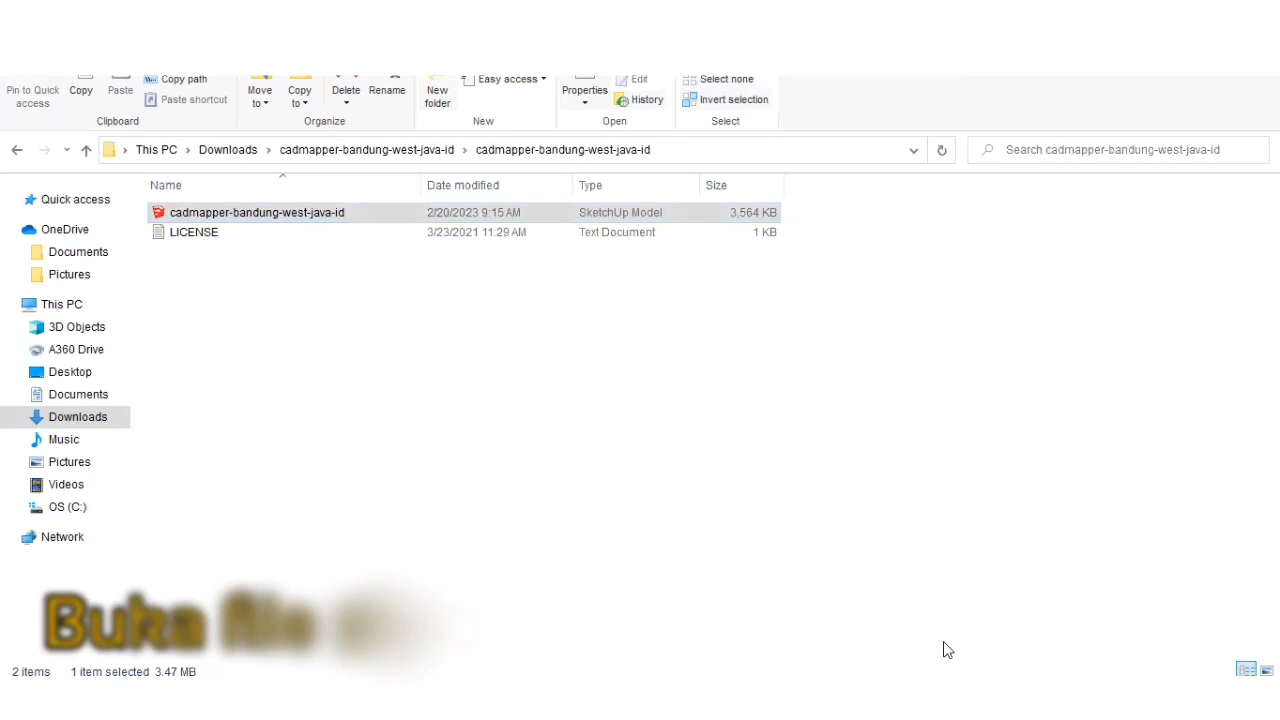 Pin to Quick access
Copy
Paste
Copy path
Paste shortcut
Clipboard
Move to
Copy to
Delete
Rename
Organize
New folder
Easy access
New
Properties
Edit
History
Open
Select none
Invert selection
Select
This PC > Downloads > cadmapper-bandung-west-java-id > cadmapper-bandung-west-java-id
Search cadmapper-bandung-west-java-id
Name Date modified Type Size
cadmapper-bandung-west-java-id 2/20/2023 9:15 AM SketchUp Model 3,564 KB
LICENSE 3/23/2021 11:29 AM Text Document 1 KB
Quick access
OneDrive
Documents
Pictures
This PC
3D Objects
A360 Drive
Desktop
Documents
Downloads
Music
Pictures
Videos
OS (C:)
Network
Buka file
2 items 1 item selected 3.47 MB